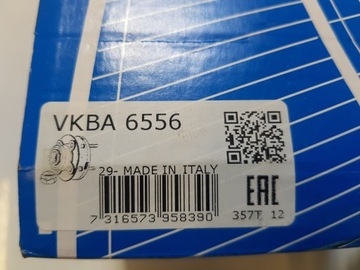 VKBA 6556
29- MADE IN ITALY
7 316573 958390
EAC
357T 12